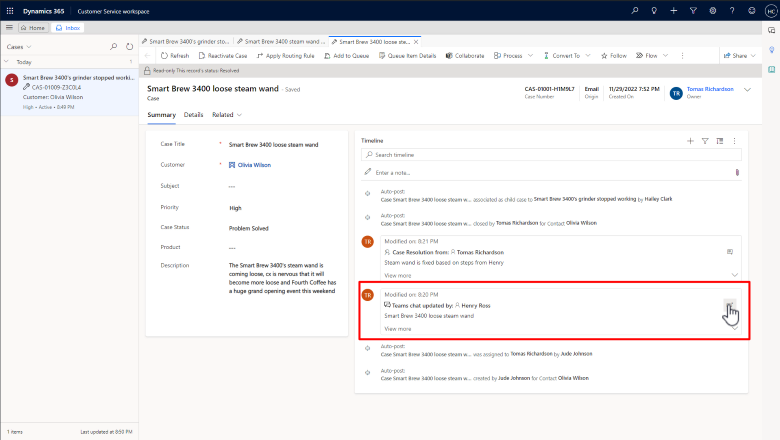 Dynamics 365
Customer Service workspace
HC
Home
Inbox
Cases
Today
1
S
Smart Brew 3400's grinder stopped worki...
CAS-01009-Z3C0L4
Customer: Olivia Wilson
High • Active • 8:49 PM
1 items
Last updated at 8:50 PM
Smart Brew 3400's grinder's sto...
Smart Brew 3400 steam wand ...
Smart Brew 3400 loose ste...
Refresh
Reactivate Case
Apply Routing Rule
Add to Queue
Queue Item Details
Collaborate
Process
Convert To
Follow
Flow
Share
Read-only This record's status: Resolved
Smart Brew 3400 loose steam wand - Saved
Case
CAS-01001-H1M9L7
Case Number
Email
Origin
11/29/2022 7:52 PM
Created On
TR
Tomas Richardson
Owner
Summary
Details
Related
Case Title * Smart Brew 3400 loose steam wand
Customer * Olivia Wilson
Subject ---
Priority High
Case Status Problem Solved
Product ---
Description The Smart Brew 3400's steam wand is
coming loose, cx is nervous that it will
become more loose and Fourth Coffee has
a huge grand opening event this weekend
Timeline
Search timeline
Enter a note...
Auto-post:
Case Smart Brew 3400 loose steam w... associated as child case to Smart Brew 3400's grinder stopped working by Hailey Clark
Auto-post:
Case Smart Brew 3400 loose steam w... closed by Tomas Richardson for Contact Olivia Wilson
TR
Modified on: 8:21 PM
Case Resolution from: Tomas Richardson
Steam wand is fixed based on steps from Henry
View more
TR
Modified on: 8:20 PM
Teams chat updated by: Henry Ross
Smart Brew 3400 loose steam wand
View more
Auto-post:
Case Smart Brew 3400 loose steam w... was assigned to Tomas Richardson by Jude Johnson
Auto-post:
Case Smart Brew 3400 loose steam w... created by Jude Johnson for Contact Olivia Wilson